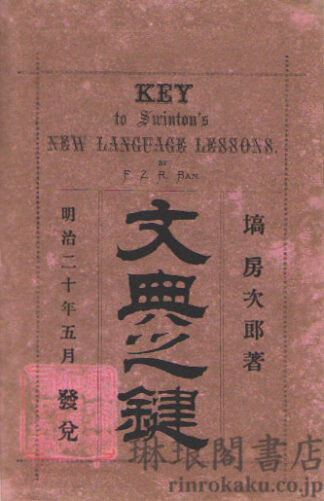 KEY
to Swinton's
NEW LANGUAGE LESSONS.
BY
F. Z. R. BAN.
塙房次郎著
文典之鍵
明治二十年五月
發兌
琳琅閣書店
rinrokaku.co.jp